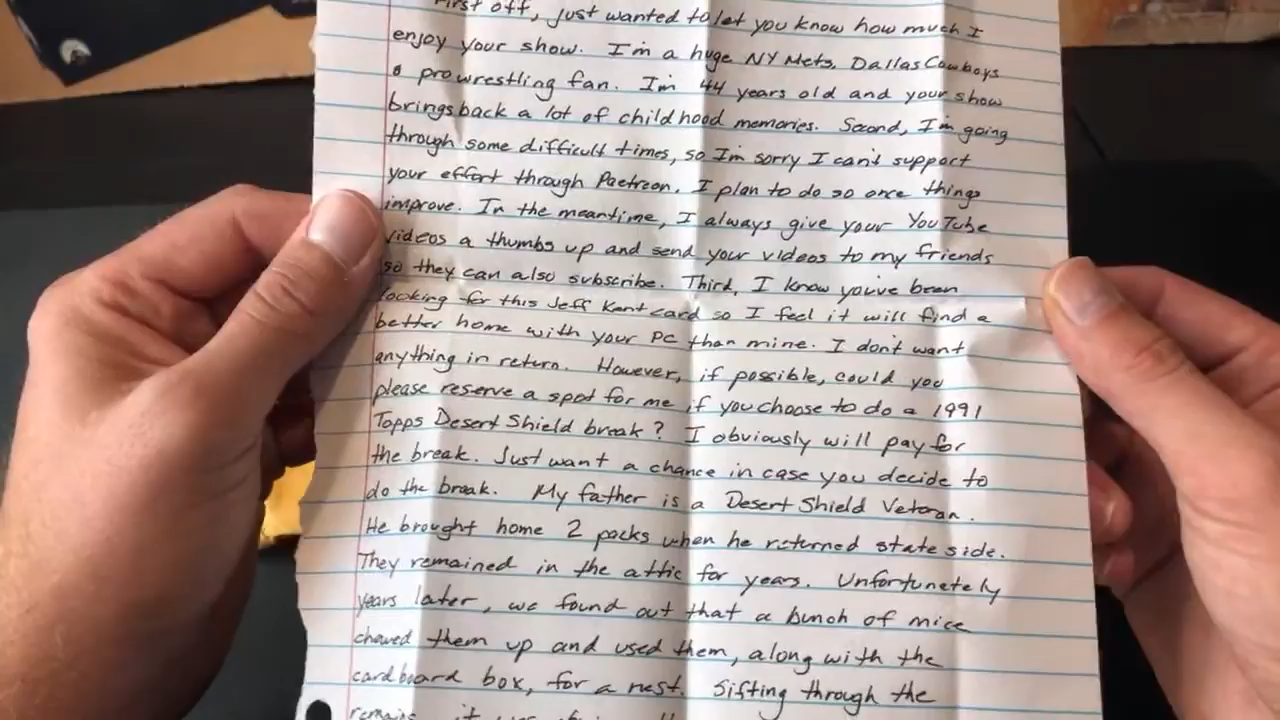 First off, just wanted to let you know how much I
enjoy your show. I'm a huge NY Mets, Dallas Cowboys
& prowrestling fan. I'm 44 years old and your show
brings back a lot of childhood memories. Second, I'm going
through some difficult times, so I'm sorry I can't support
your effort through Paetreon. I plan to do so once things
improve. In the meantime, I always give your YouTube
videos a thumbs up and send your videos to my friends
so they can also subscribe. Third, I know you've been
looking for this Jeff Kent card so I feel it will find a
better home with your PC than mine. I don't want
anything in return. However, if possible, could you
please reserve a spot for me if you choose to do a 1991
Topps Desert Shield break? I obviously will pay for
the break. Just want a chance in case you decide to
do the break. My father is a Desert Shield Veteran.
He brought home 2 packs when he returned state side.
They remained in the attic for years. Unfortunetely
years later, we found out that a bunch of mice
chewed them up and used them, along with the
cardboard box, for a nest. Sifting through the
remains it